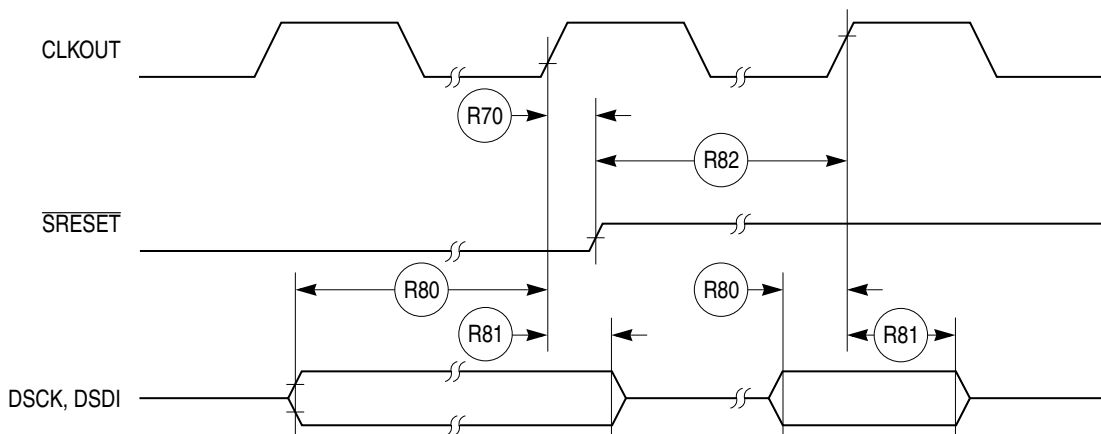 CLKOUT
R70
R82
SRESET
R80
R80
R81
R81
DSCK, DSDI